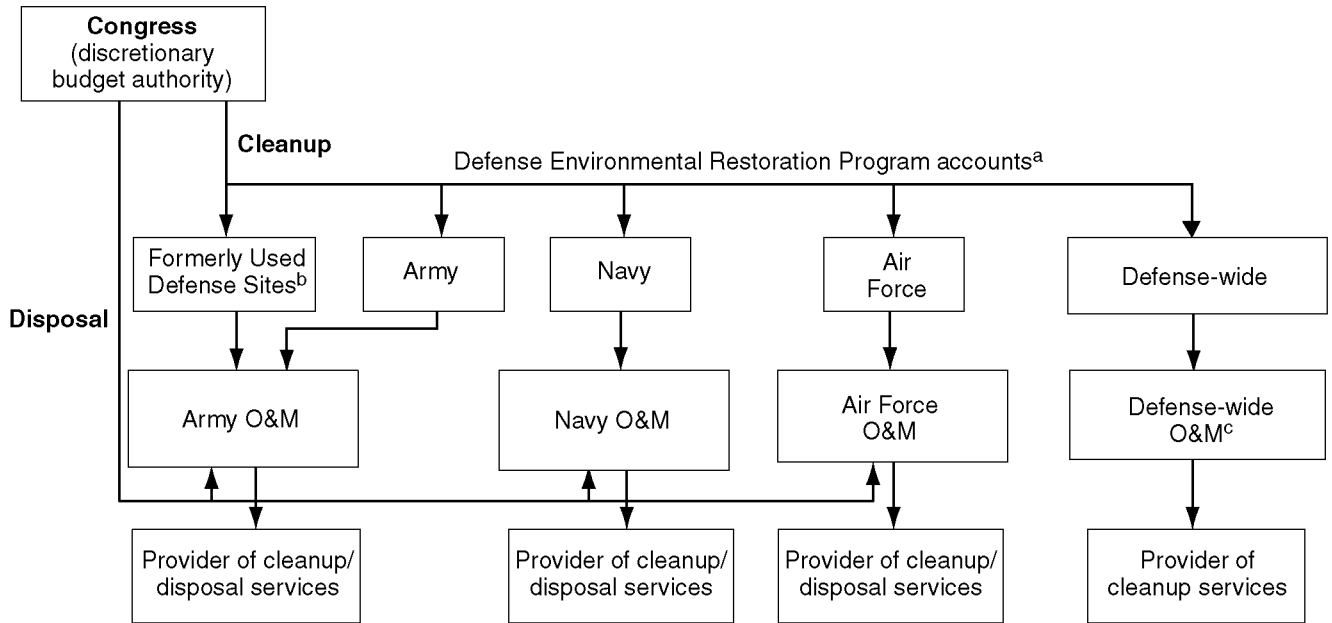 Congress
(discretionary
budget authority)
Cleanup
Defense Environmental Restoration Program accountsᵃ
Formerly Used
Defense Sitesᵇ
Army
Navy
Air
Force
Defense-wide
Disposal
Army O&M
Navy O&M
Air Force
O&M
Defense-wide
O&Mᶜ
Provider of cleanup/
disposal services
Provider of cleanup/
disposal services
Provider of cleanup/
disposal services
Provider of
cleanup services